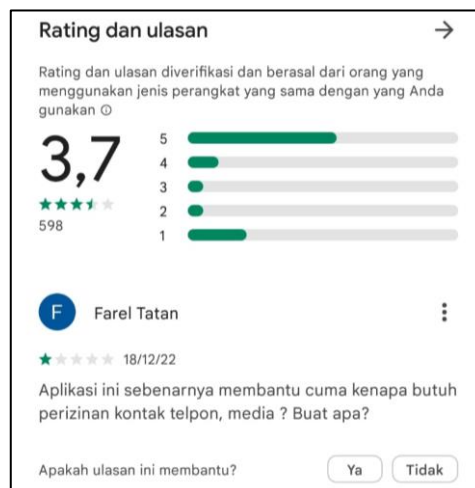 Rating dan ulasan
Rating dan ulasan diverifikasi dan berasal dari orang yang
menggunakan jenis perangkat yang sama dengan yang Anda
gunakan
3,7
598
5
4
3
2
1
F Farel Tatan
18/12/22
Aplikasi ini sebenarnya membantu cuma kenapa butuh
perizinan kontak telpon, media ? Buat apa?
Apakah ulasan ini membantu? Ya Tidak